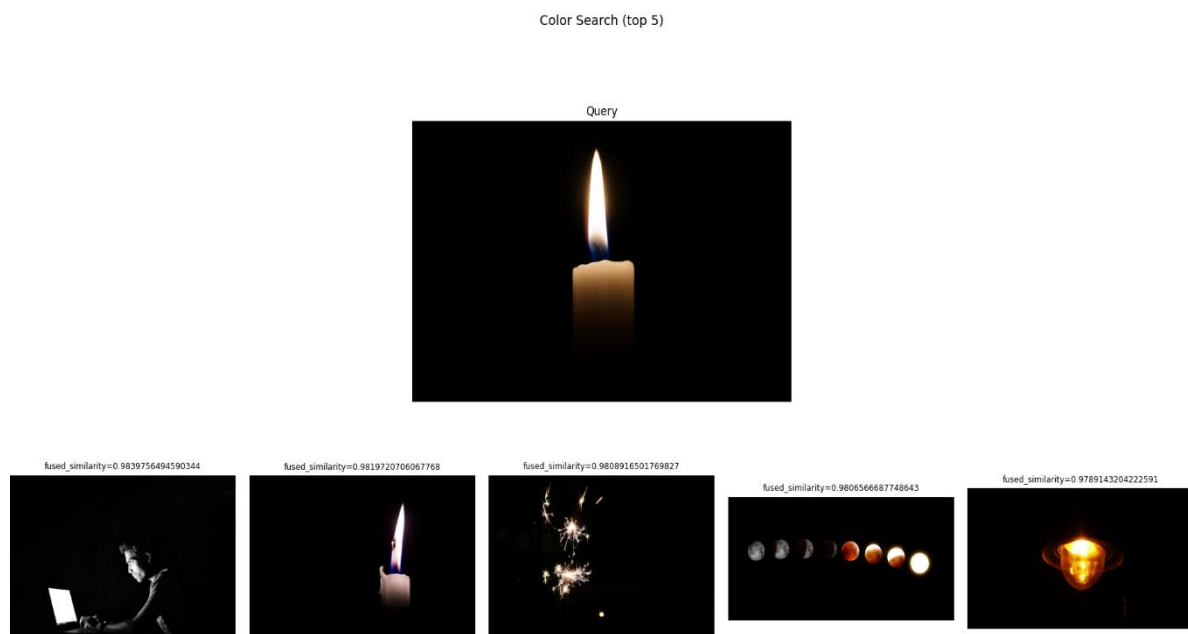 Color Search (top 5)
Query
fused_similarity=0.9839756494590344
fused_similarity=0.9819720706067768
fused_similarity=0.9808916501769827
fused_similarity=0.9806566687748643
fused_similarity=0.9789143204222591